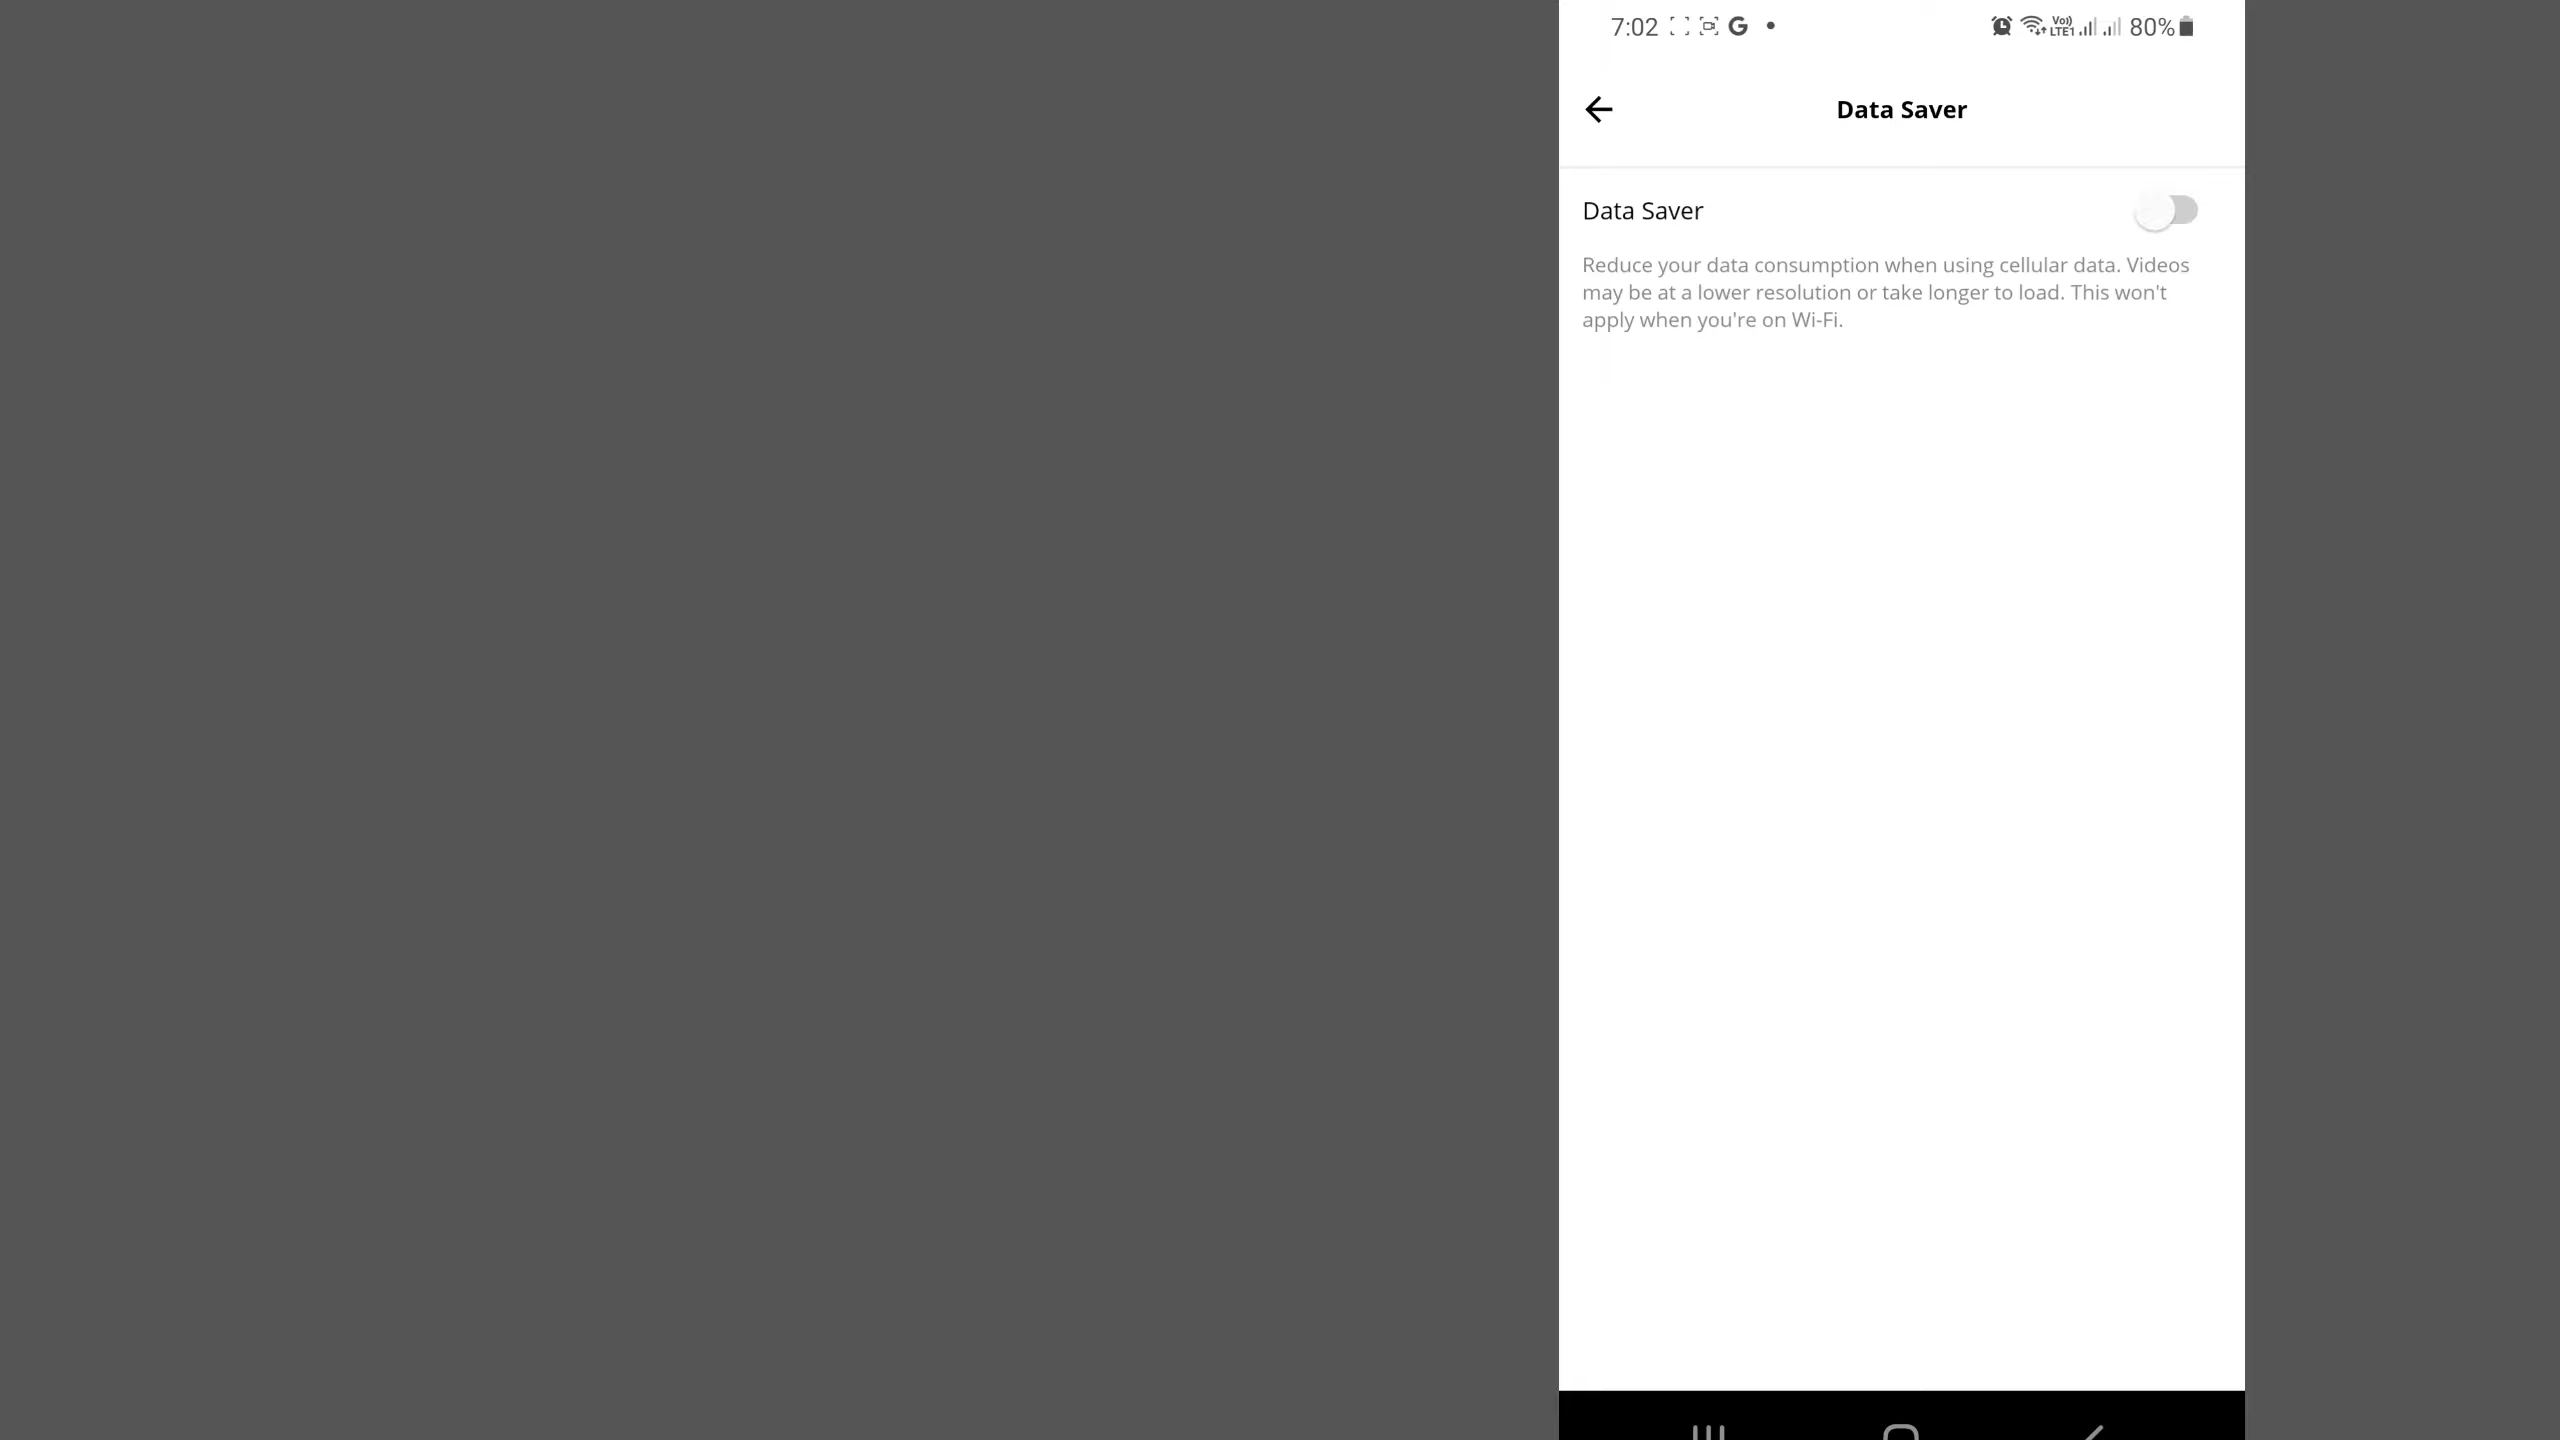 7:02 G 80%
Data Saver
Data Saver
Reduce your data consumption when using cellular data. Videos
may be at a lower resolution or take longer to load. This won't
apply when you're on Wi-Fi.